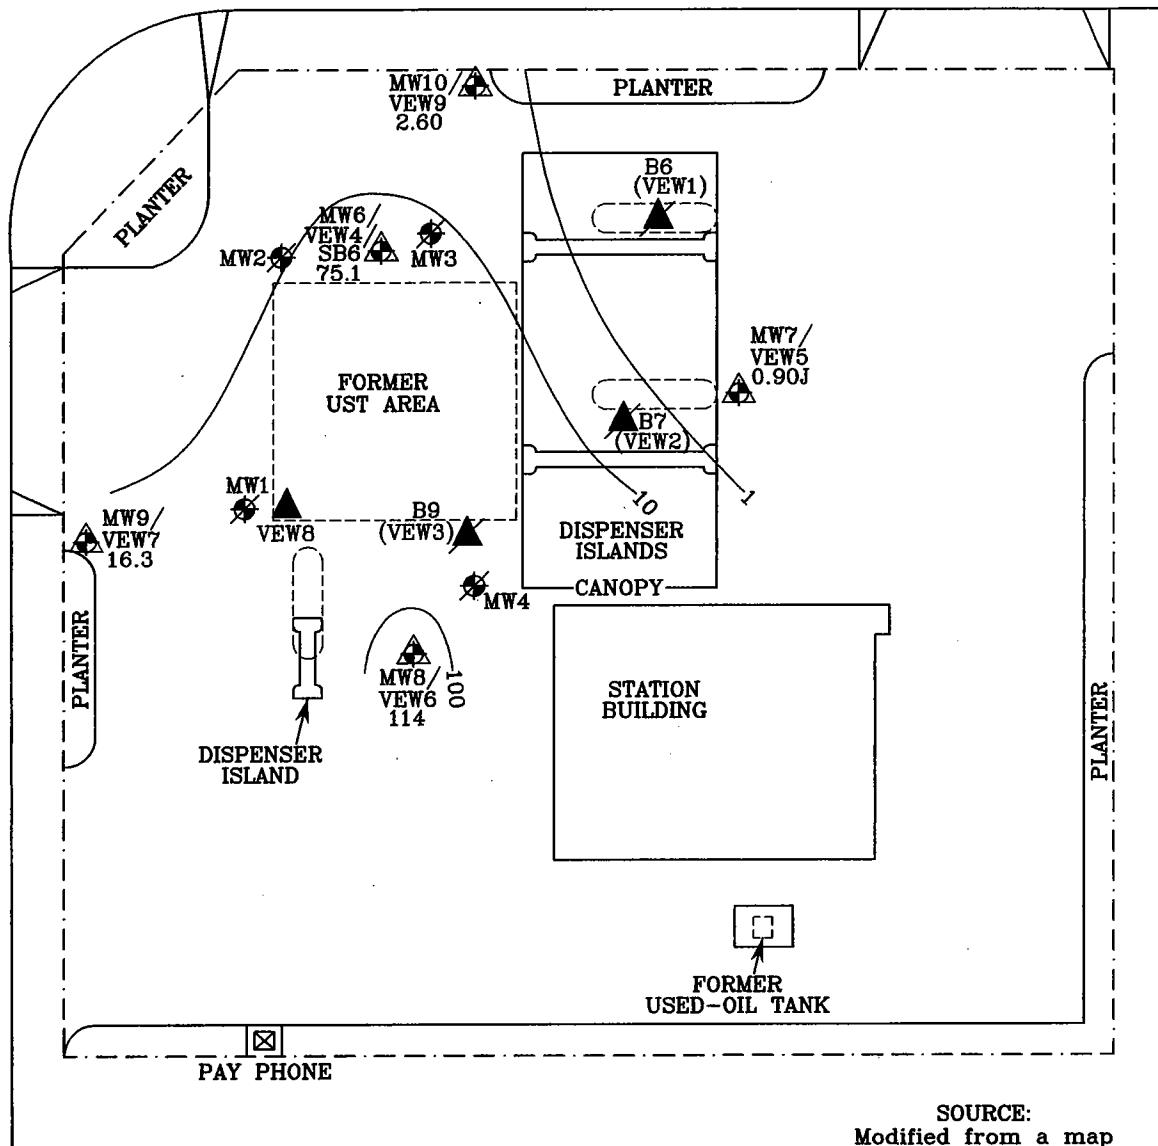 MW10/
VEW9
2.60
PLANTER
PLANTER
B6
(VEW1)
MW6/
VEW4/
SB6
75.1
MW2
MW3
MW7/
VEW5
0.90J
FORMER
UST AREA
B7
(VEW2)
10
1
MW1
VEW8
B9
(VEW3)
MW9/
VEW7/
16.3
DISPENSER
ISLANDS
CANOPY
MW4
PLANTER
MW8/
VEW6/
114
100
STATION
BUILDING
PLANTER
DISPENSER
ISLAND
FORMER
USED-OIL TANK
PAY PHONE
SOURCE:
Modified from a map